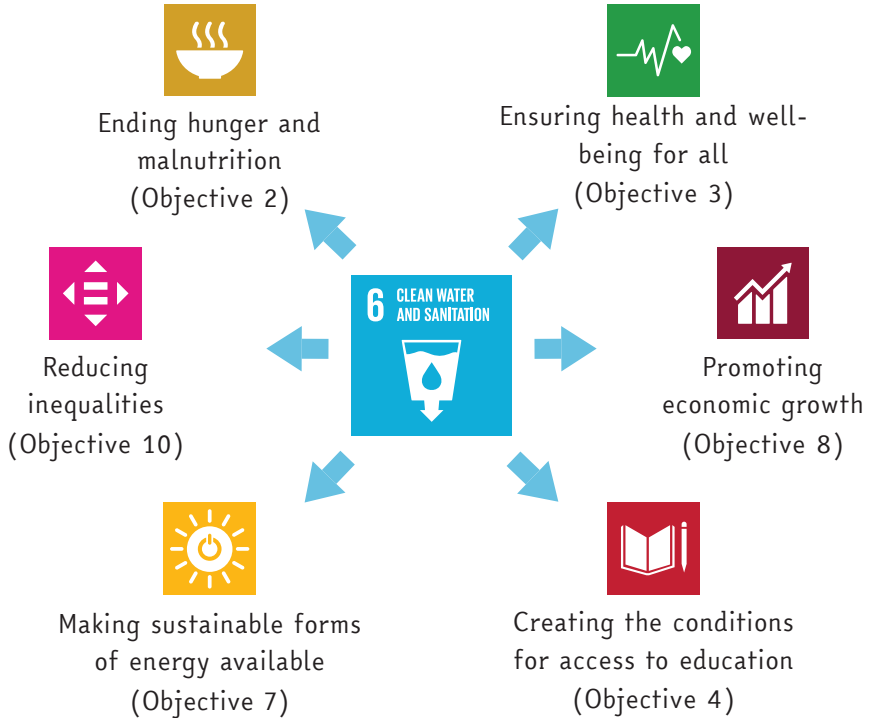 Ending hunger and
malnutrition
(Objective 2)
Ensuring health and well-
being for all
(Objective 3)
6 CLEAN WATER
AND SANITATION
Reducing
inequalities
(Objective 10)
Promoting
economic growth
(Objective 8)
Making sustainable forms
of energy available
(Objective 7)
Creating the conditions
for access to education
(Objective 4)